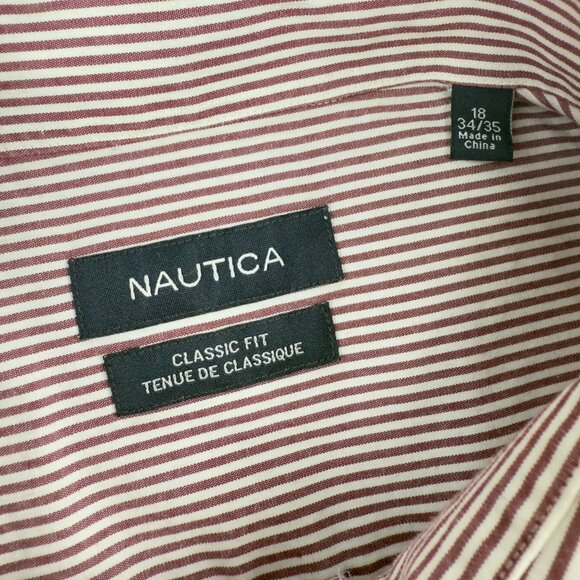 18
34/35
Made in
China
NAUTICA
CLASSIC FIT
TENUE DE CLASSIQUE